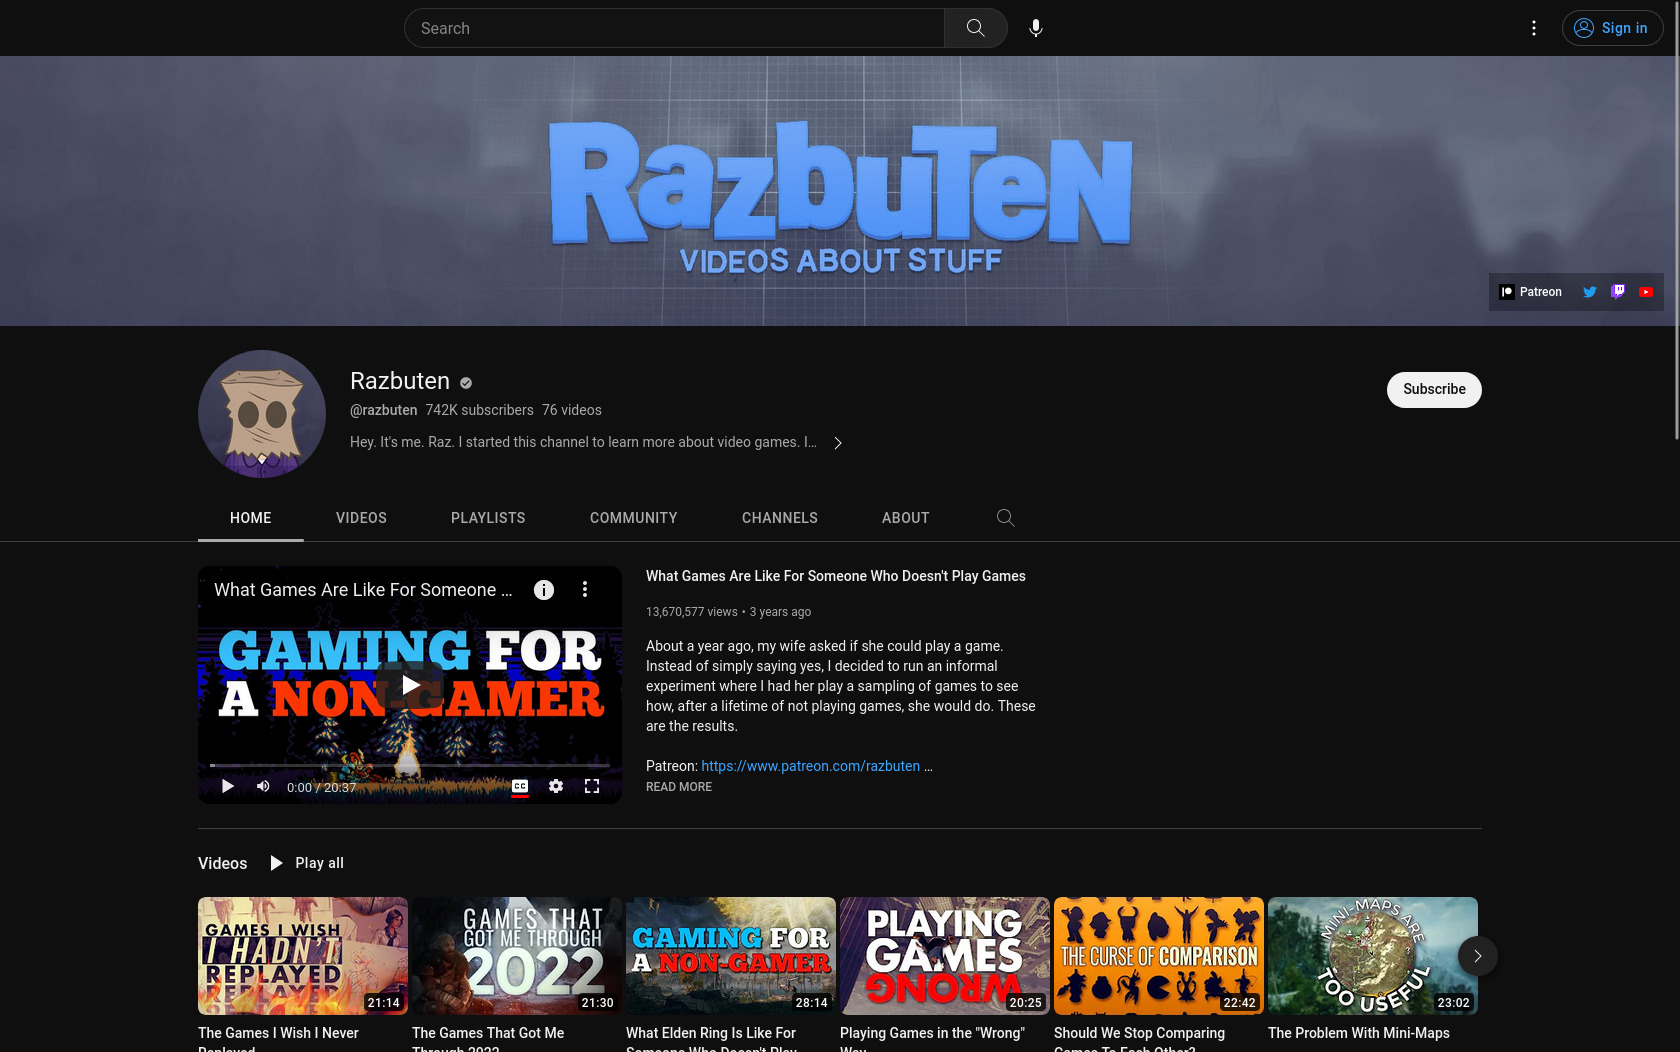 Search
Sign in
RazbuTeN
VIDEOS ABOUT STUFF
Patreon
Razbuten
@razbuten 742K subscribers 76 videos
Hey. It's me. Raz. I started this channel to learn more about video games. I...
Subscribe
HOME VIDEOS PLAYLISTS COMMUNITY CHANNELS ABOUT
What Games Are Like For Someone ...
GAMING FOR
A NON-GAMER
0:00 / 20:37
CC
What Games Are Like For Someone Who Doesn't Play Games
13,670,577 views • 3 years ago
About a year ago, my wife asked if she could play a game.
Instead of simply saying yes, I decided to run an informal
experiment where I had her play a sampling of games to see
how, after a lifetime of not playing games, she would do. These
are the results.
Patreon: https://www.patreon.com/razbuten ...
READ MORE
Videos Play all
GAMES I WISH
I HADN'T
REPLAYED
21:14
The Games I Wish I Never
Replayed
GAMES THAT
GOT ME THROUGH
2022
21:30
The Games That Got Me
Through 2022
GAMING FOR
A NON-GAMER
28:14
What Elden Ring Is Like For
Someone Who Doesn't Play
PLAYING
GAMES
WRONG
20:25
Playing Games in the "Wrong"
Way
THE CURSE OF COMPARISON
22:42
Should We Stop Comparing
Games To Each Other?
MINI-MAPS ARE
TOO USEFUL
23:02
The Problem With Mini-Maps